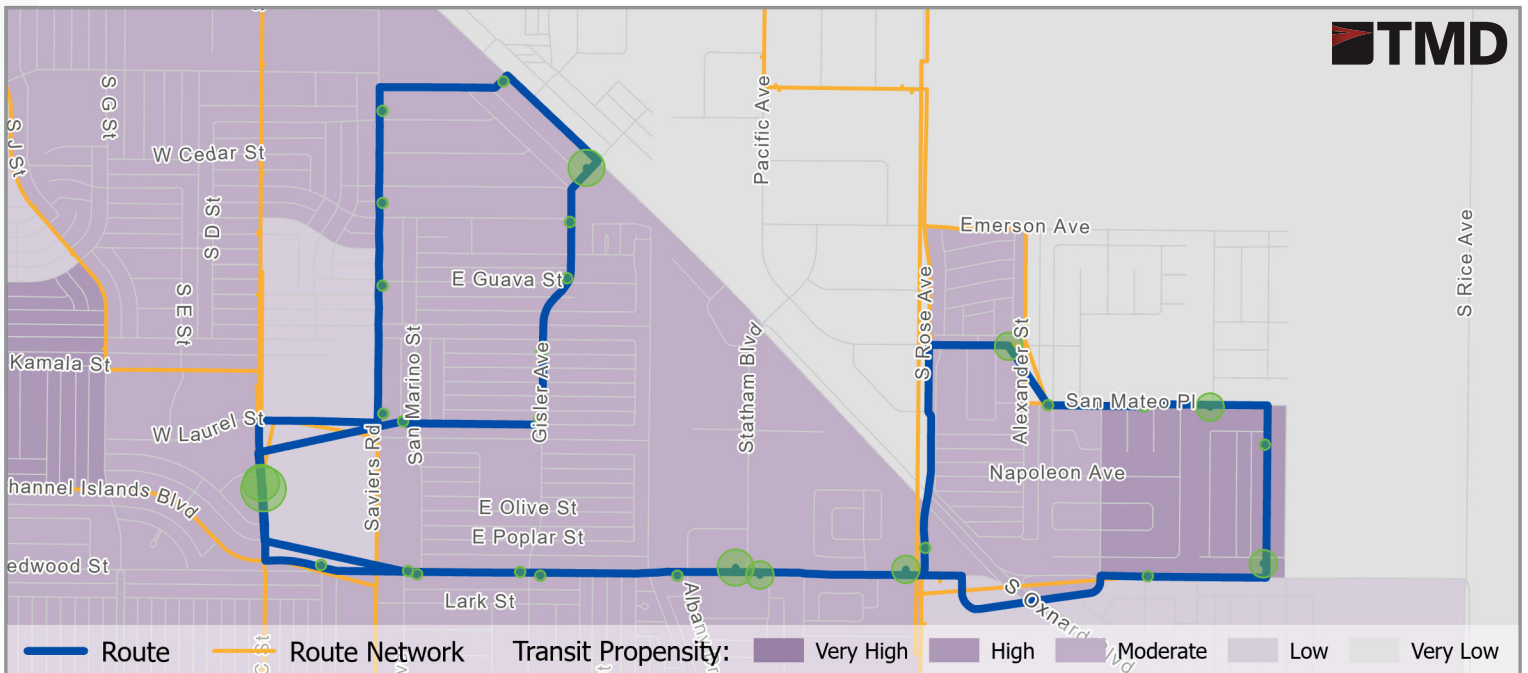 TMD
S G St
S J St
Pacific Ave
W Cedar St
S D St
Emerson Ave
S Rice Ave
E Guava St
S E St
S Rose Ave
San Marino St
Statham Blvd
Alexander St
Kamala St
Gisler Ave
San Mateo Pl
W Laurel St
Saviers Rd
Napoleon Ave
hannel Islands Blvd
E Olive St
E Poplar St
edwood St
Lark St
S Oxnard Blvd
Albany
C St
Route
Route Network
Transit Propensity:
Very High
High
Moderate
Low
Very Low